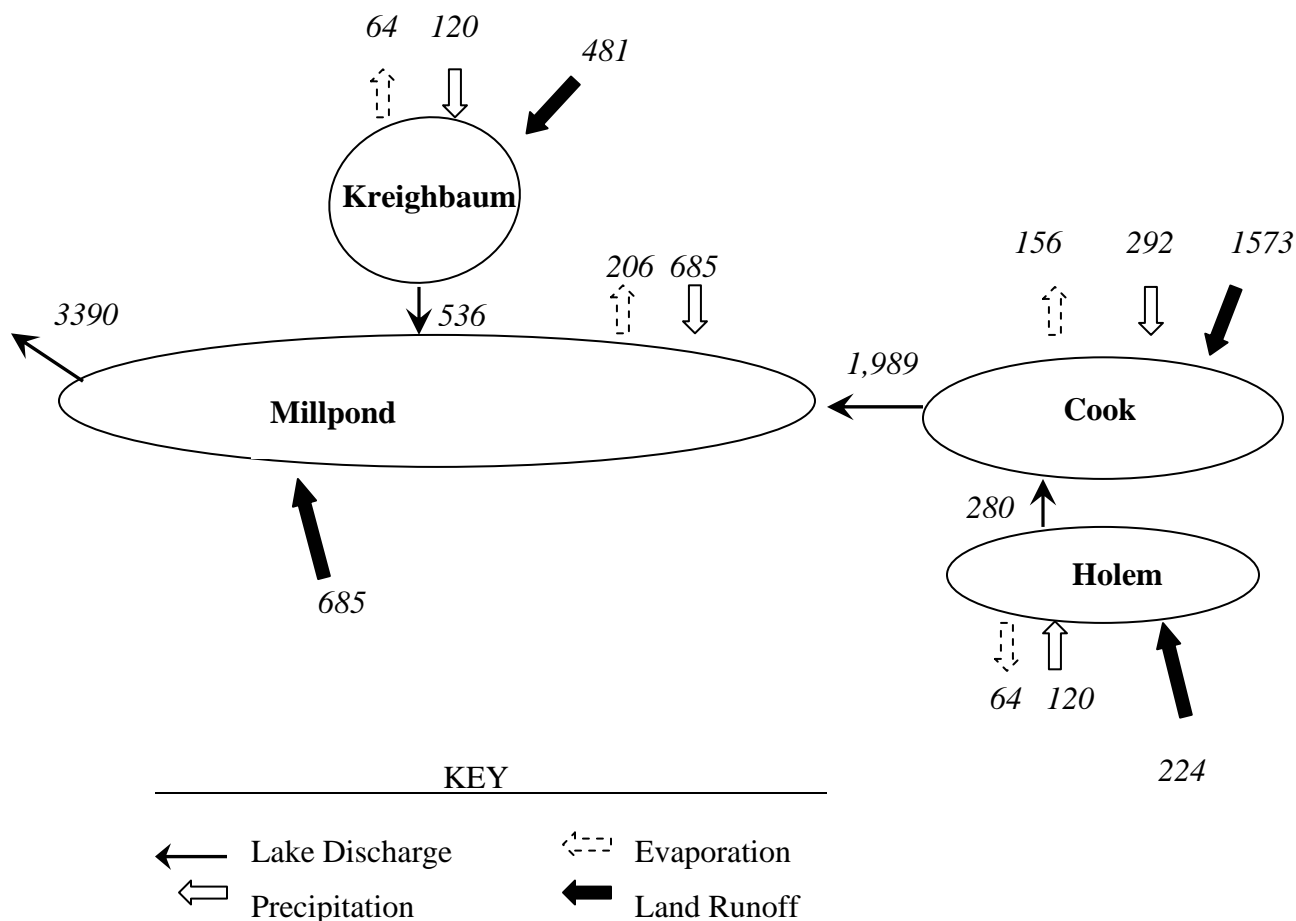 64 120
481
Kreighbaum
156 292 1573
206 685
3390
536
1,989
Millpond
Cook
280
Holem
685
64 120
224
KEY
Lake Discharge Evaporation
Precipitation Land Runoff